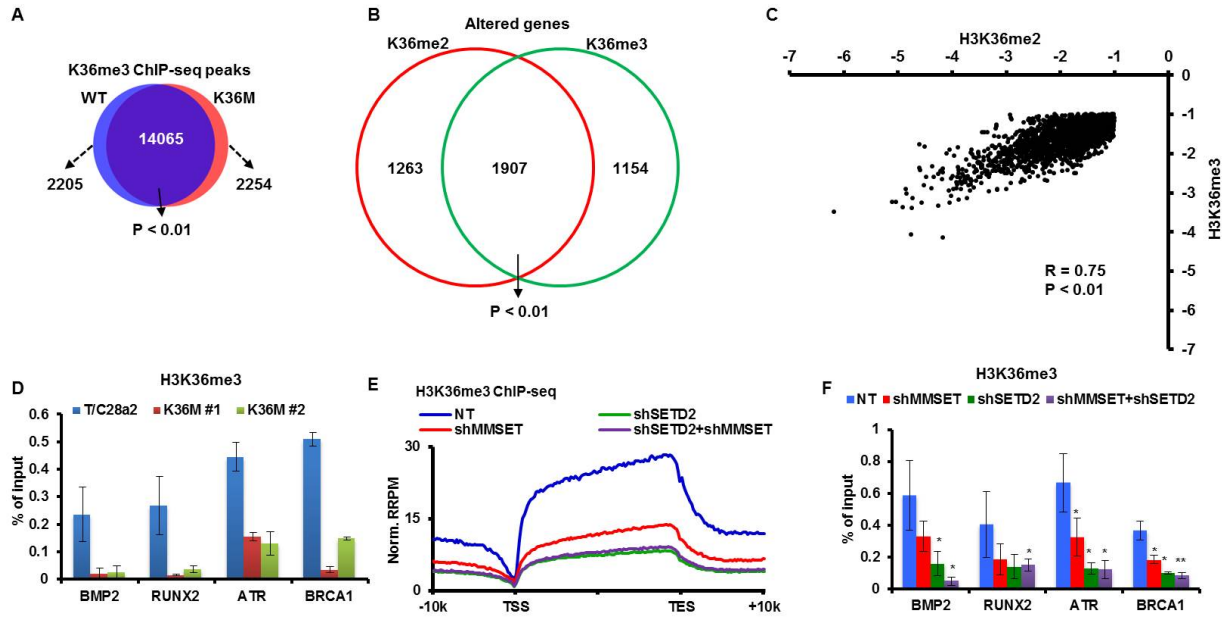 A
K36me3 ChIP-seq peaks
WT
K36M
14065
2205
2254
P < 0.01
B
Altered genes
K36me2
K36me3
1263
1907
1154
P < 0.01
C
H3K36me2
-7 -6 -5 -4 -3 -2 -1 0
0
-1
-2
-3
-4
-5
-6
-7
H3K36me3
R = 0.75
P < 0.01
D
H3K36me3
T/C28a2 K36M #1 K36M #2
% of input
0.6
0.5
0.4
0.3
0.2
0.1
0
BMP2 RUNX2 ATR BRCA1
E
H3K36me3 ChIP-seq
NT shSETD2
shMMSET shSETD2+shMMSET
Norm. RRPM
30
15
0
-10k TSS TES +10k
F
H3K36me3
NT shMMSET shSETD2 shMMSET+shSETD2
% of input
1
0.8
0.6
0.4
0.2
0
* * * * * * * * **
BMP2 RUNX2 ATR BRCA1